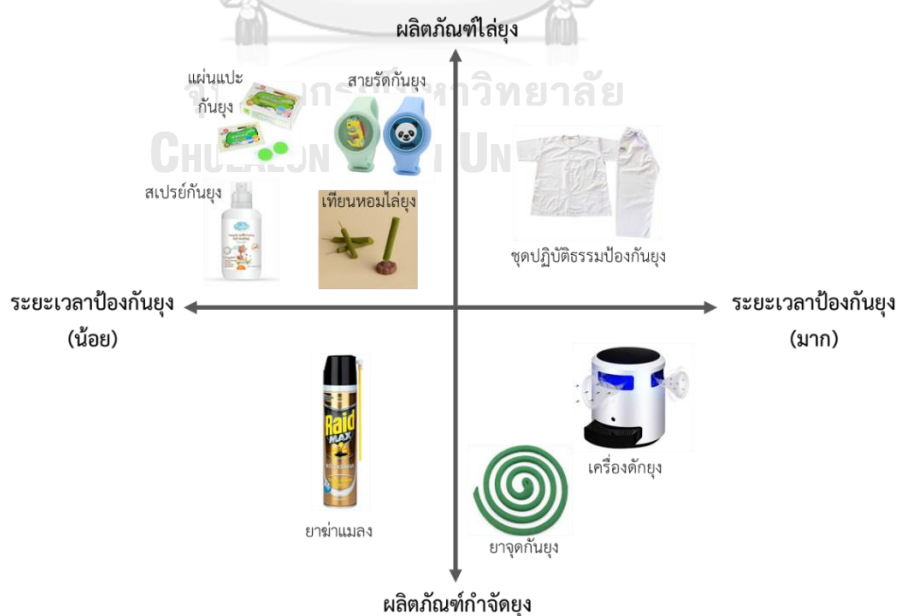 ผลิตภัณฑ์ไล่ยุง
แผ่นแปะ
กันยุง
สายรัดกันยุง
สเปรย์กันยุง
เทียนหอมไล่ยุง
ชุดปฏิบัติธรรมป้องกันยุง
ระยะเวลาป้องกันยุง
(น้อย)
ระยะเวลาป้องกันยุง
(มาก)
Raid
MAX
ยาฆ่าแมลง
เครื่องดักยุง
ยาจุดกันยุง
ผลิตภัณฑ์กำจัดยุง